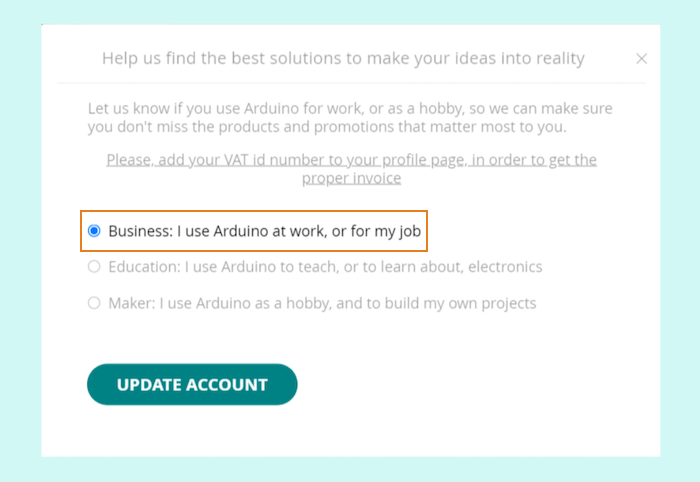 Help us find the best solutions to make your ideas into reality
Let us know if you use Arduino for work, or as a hobby, so we can make sure
you don't miss the products and promotions that matter most to you.
Please, add your VAT id number to your profile page, in order to get the
proper invoice
Business: I use Arduino at work, or for my job
Education: I use Arduino to teach, or to learn about, electronics
Maker: I use Arduino as a hobby, and to build my own projects
UPDATE ACCOUNT